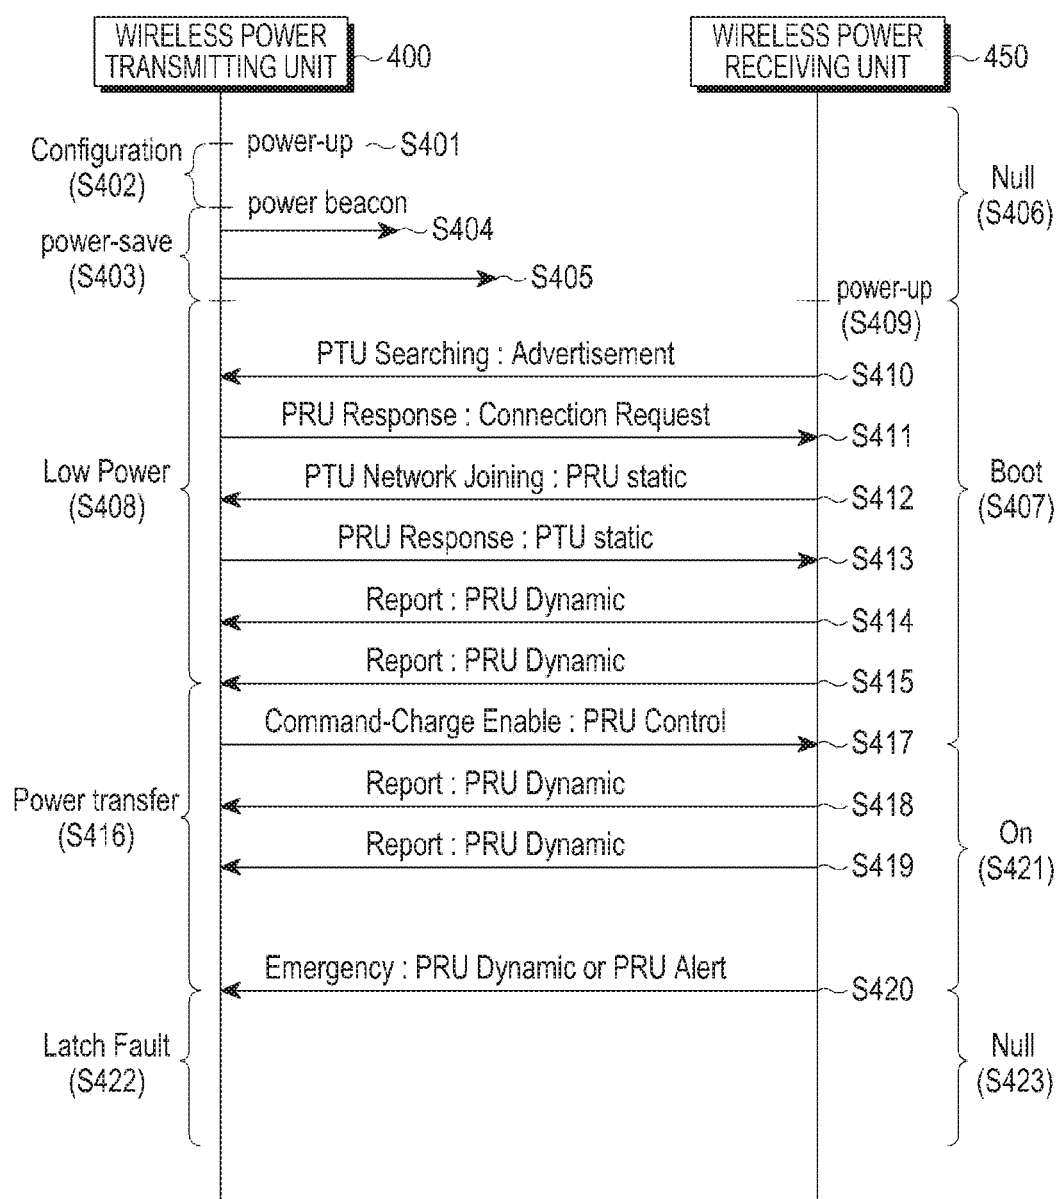 WIRELESS POWER
TRANSMITTING UNIT
400
WIRELESS POWER
RECEIVING UNIT
450
Configuration
(S402)
power-up
S401
Null
(S406)
power beacon
S404
power-save
(S403)
S405
power-up
(S409)
PTU Searching : Advertisement
S410
PRU Response : Connection Request
S411
Low Power
(S408)
PTU Network Joining : PRU static
S412
Boot
(S407)
PRU Response : PTU static
S413
Report : PRU Dynamic
S414
Report : PRU Dynamic
S415
Command-Charge Enable : PRU Control
S417
Power transfer
(S416)
Report : PRU Dynamic
S418
Report : PRU Dynamic
S419
On
(S421)
Emergency : PRU Dynamic or PRU Alert
S420
Latch Fault
(S422)
Null
(S423)